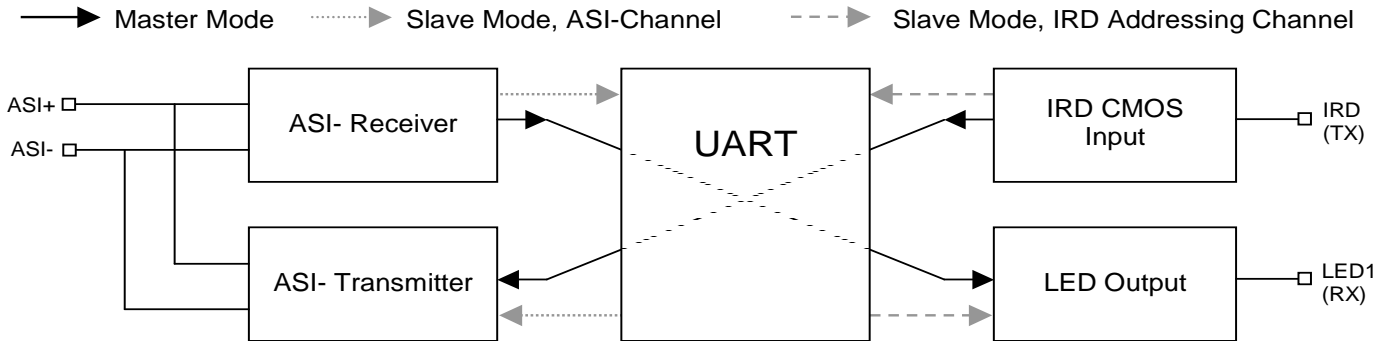 Master Mode
Slave Mode, ASI-Channel
Slave Mode, IRD Addressing Channel
ASI+
ASI-
ASI- Receiver
UART
IRD CMOS
Input
IRD
(TX)
ASI- Transmitter
LED Output
LED1
(RX)